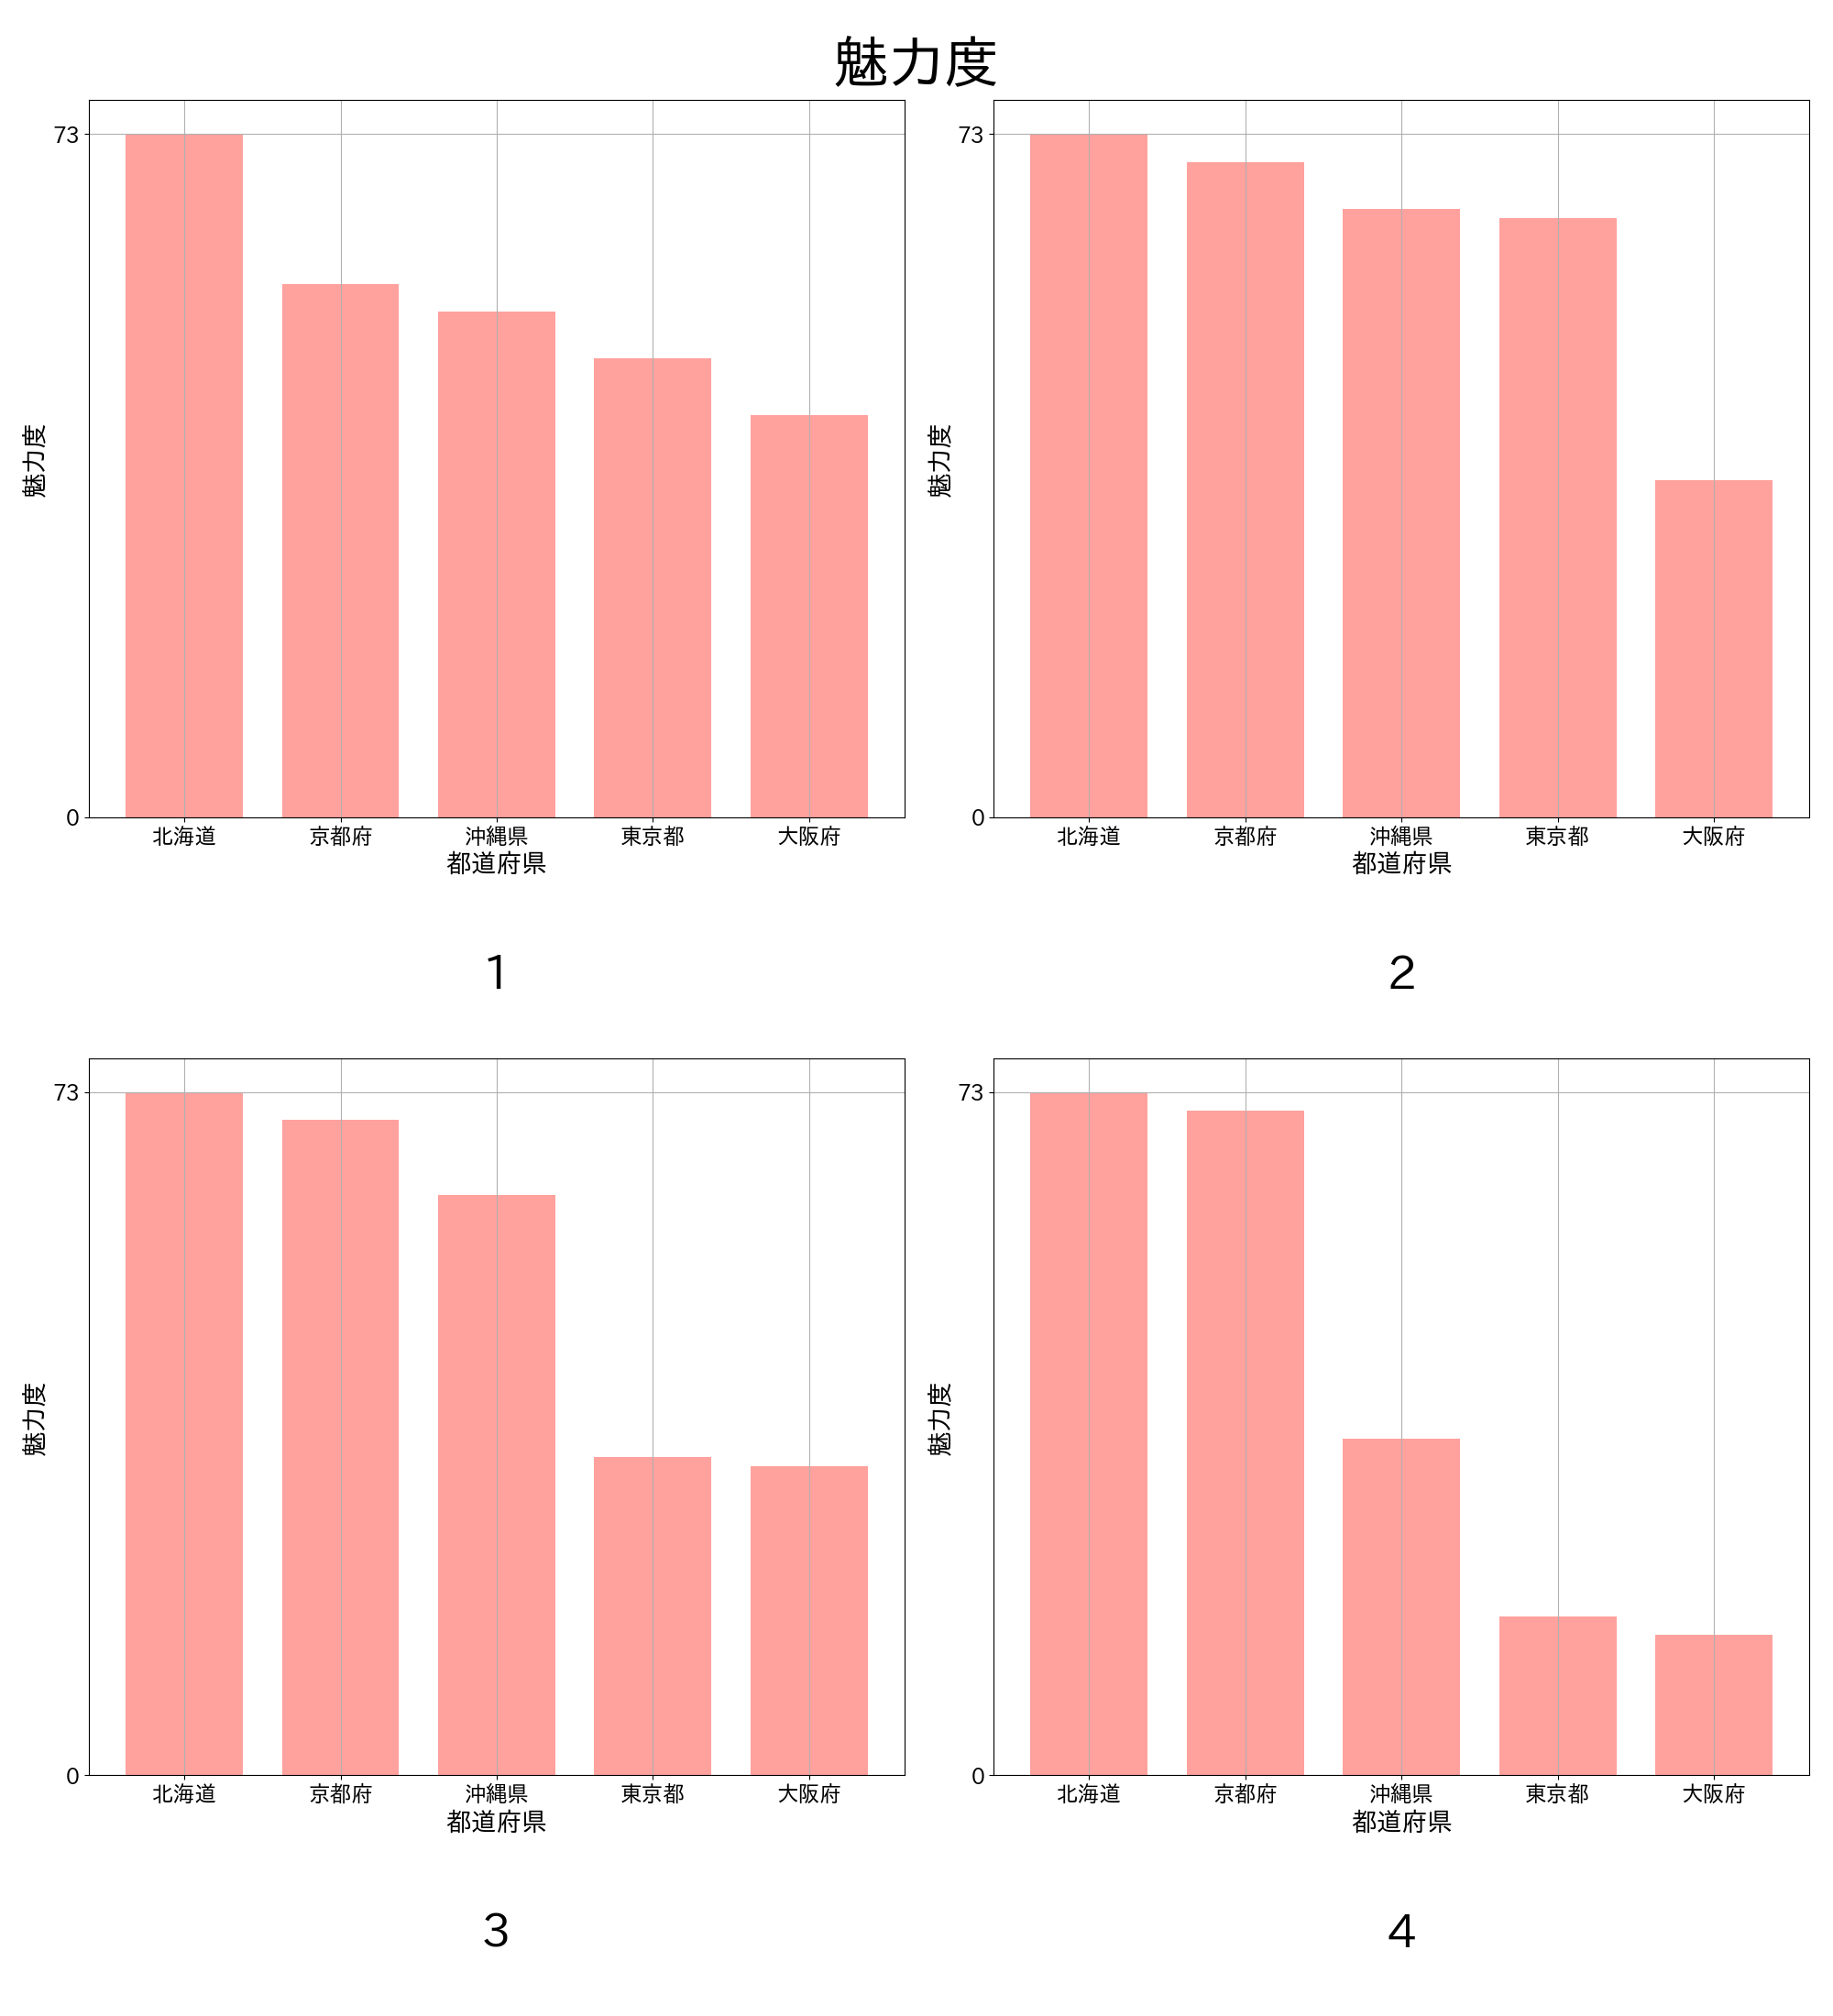 魅力度
73
魅力度
0
北海道 京都府 沖縄県 東京都 大阪府
都道府県
1
73
魅力度
0
北海道 京都府 沖縄県 東京都 大阪府
都道府県
2
73
魅力度
0
北海道 京都府 沖縄県 東京都 大阪府
都道府県
3
73
魅力度
0
北海道 京都府 沖縄県 東京都 大阪府
都道府県
4